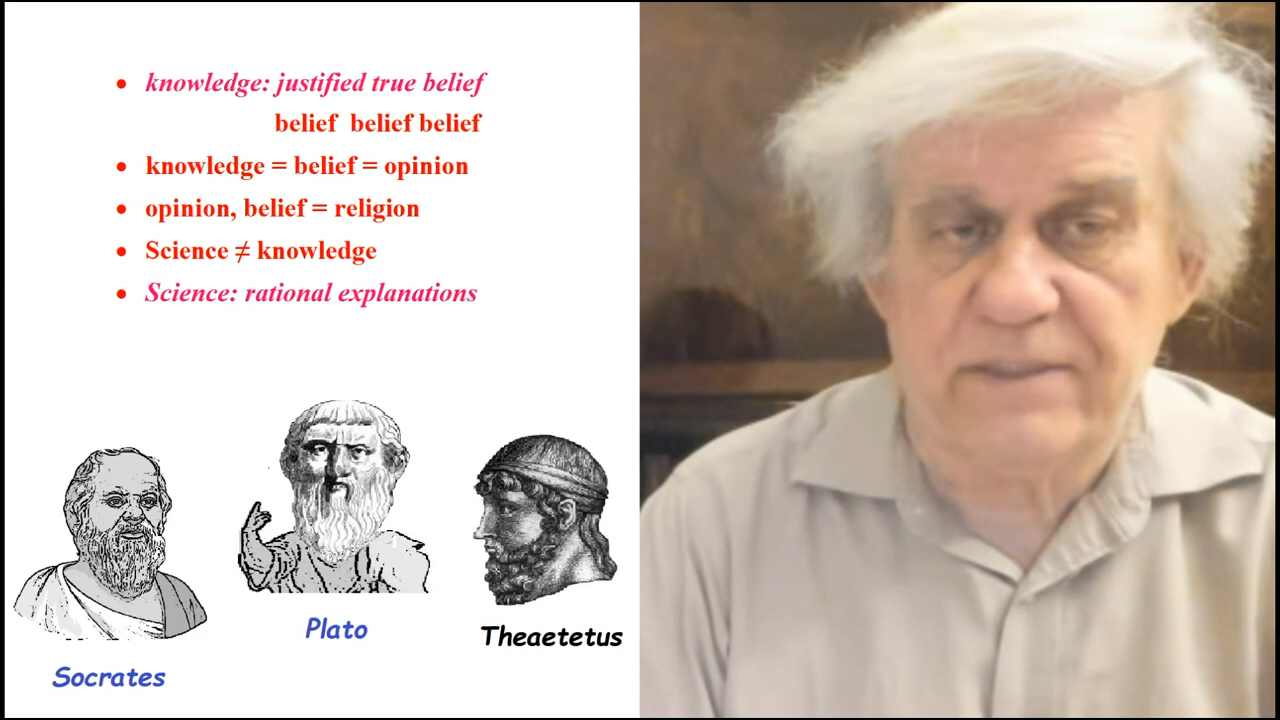 • knowledge: justified true belief
belief belief belief
• knowledge = belief = opinion
• opinion, belief = religion
• Science ≠ knowledge
• Science: rational explanations
Plato
Theaetetus
Socrates